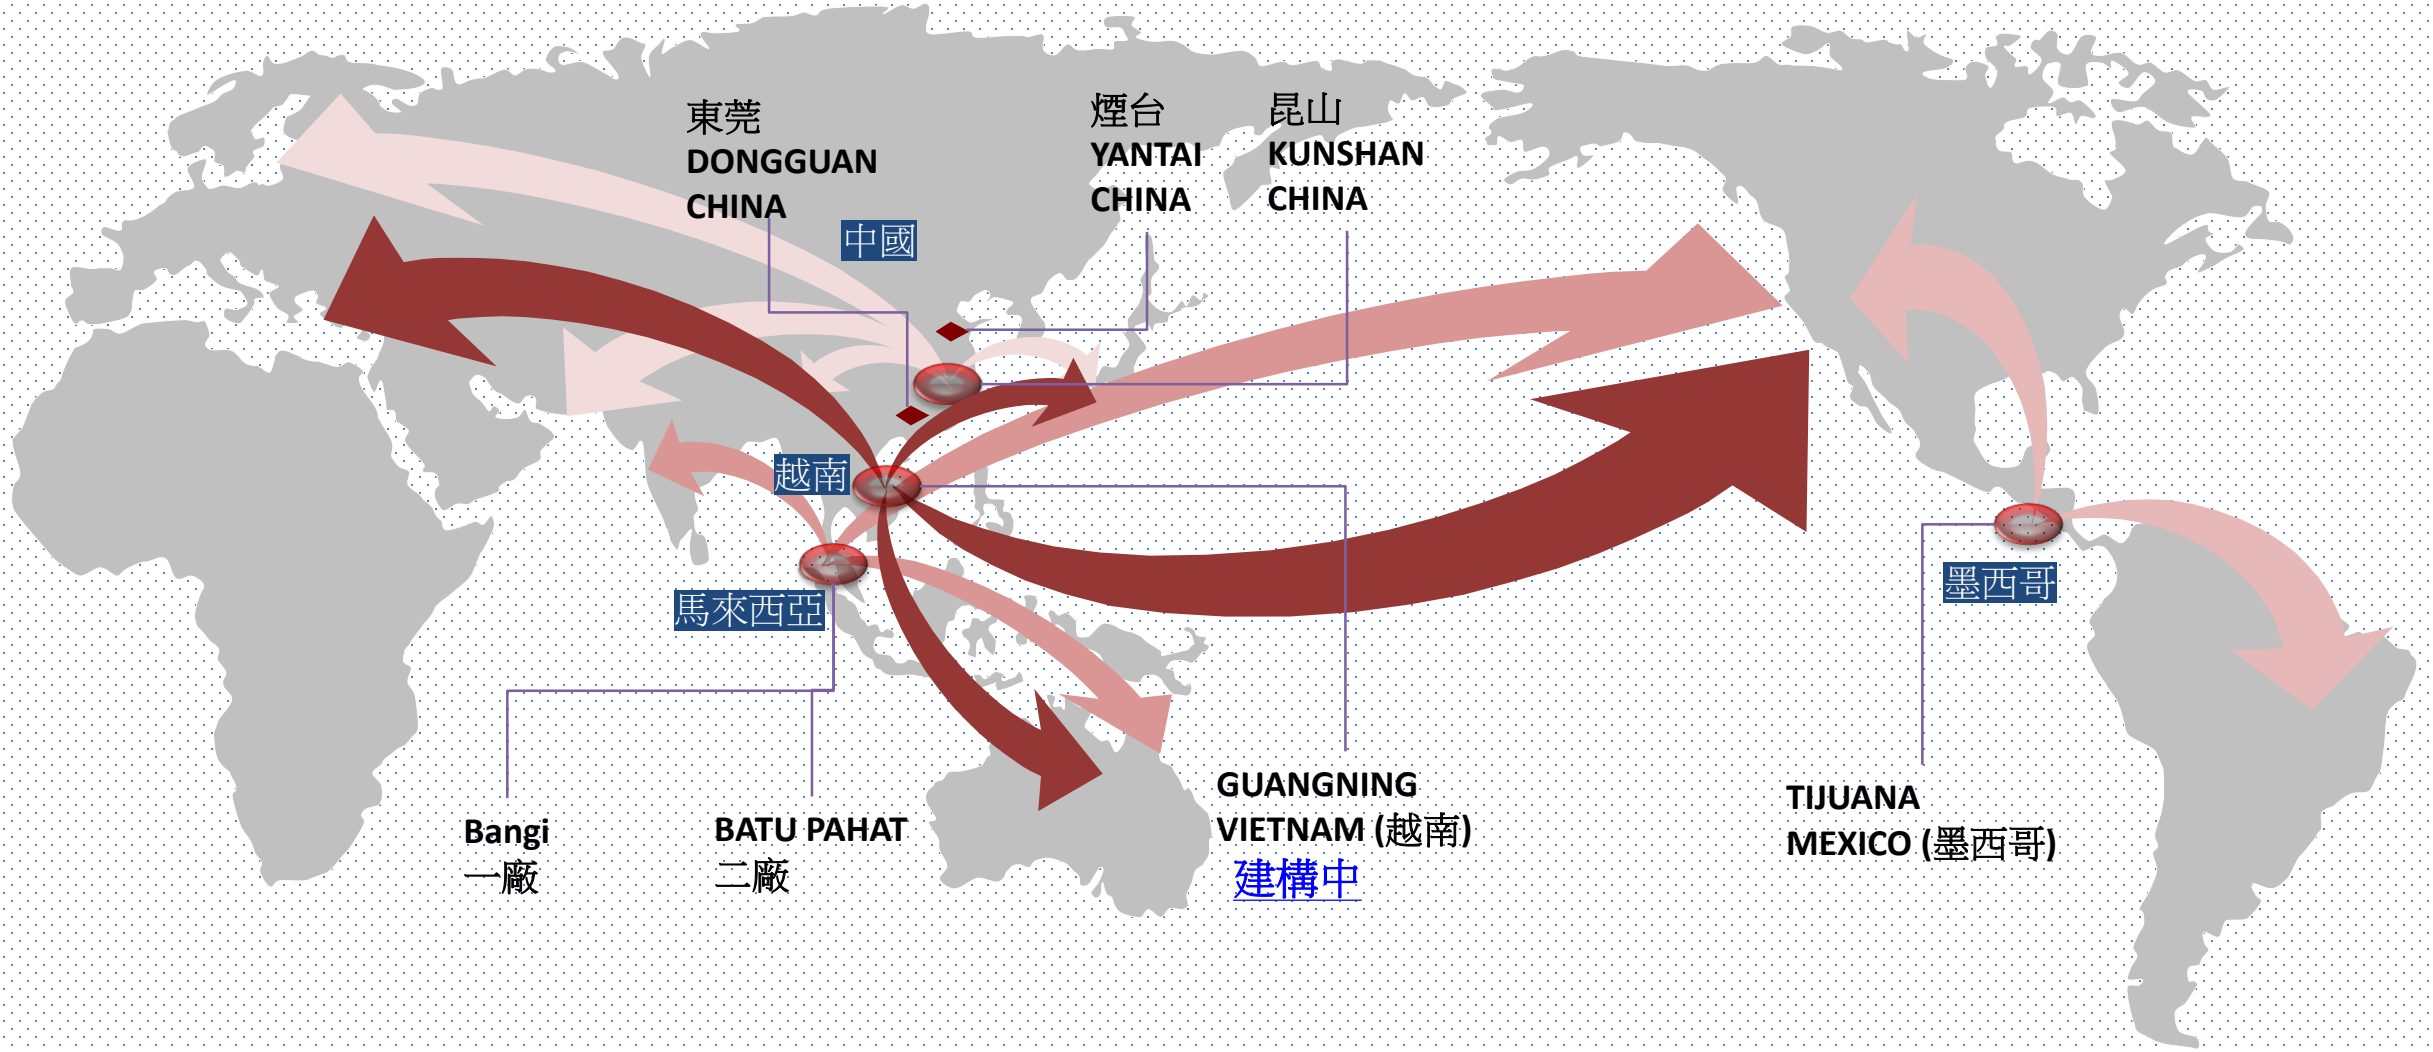 東莞
DONGGUAN
CHINA
煙台
YANTAI
CHINA
昆山
KUNSHAN
CHINA
中國
越南
馬來西亞
墨西哥
Bangi
一廠
BATU PAHAT
二廠
GUANGNING
VIETNAM (越南)
建構中
TIJUANA
MEXICO (墨西哥)